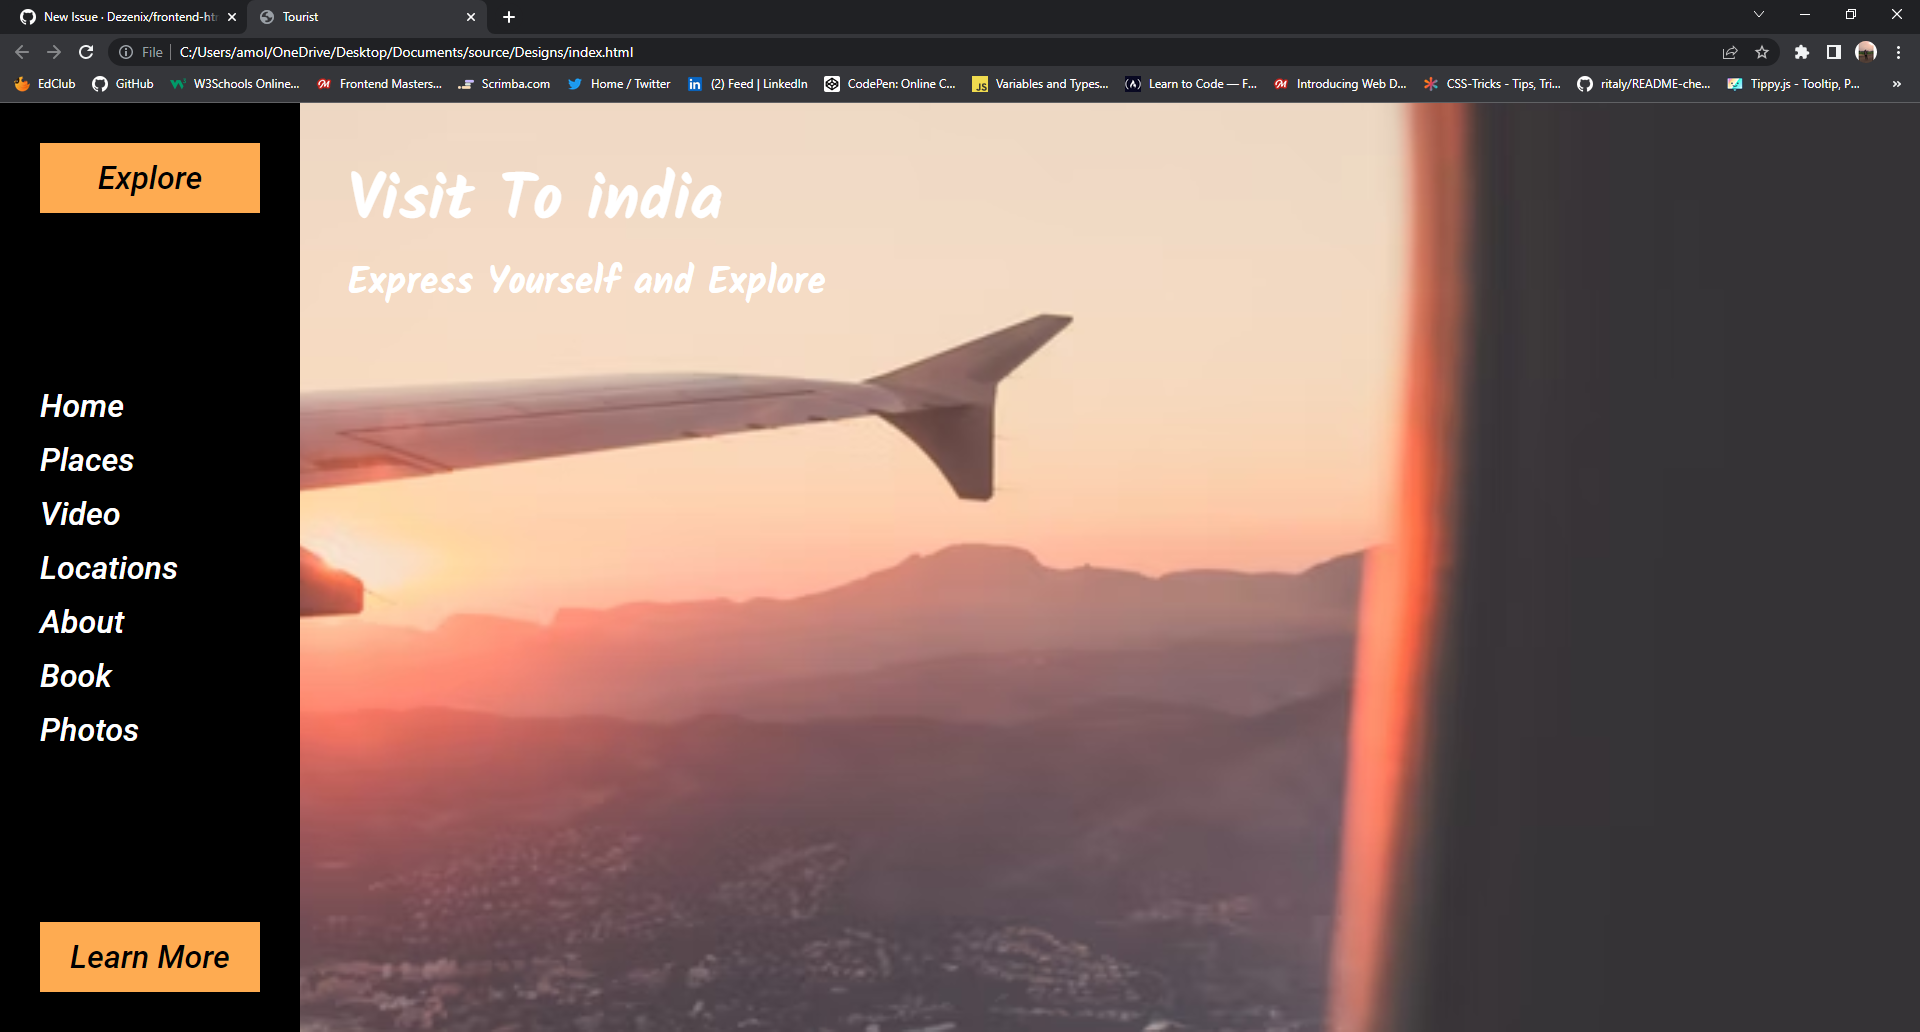 New Issue · Dezenix/frontend-htm
Tourist
File
C:/Users/amol/OneDrive/Desktop/Documents/source/Designs/index.html
EdClub
GitHub
W3Schools Online...
Frontend Masters...
Scrimba.com
Home / Twitter
(2) Feed | LinkedIn
CodePen: Online C...
JS
Variables and Types...
Learn to Code — F...
Introducing Web D...
CSS-Tricks - Tips, Tri...
ritaly/README-che...
Tippy.js - Tooltip, P...
Explore
Visit To india
Express Yourself and Explore
Home
Places
Video
Locations
About
Book
Photos
Learn More